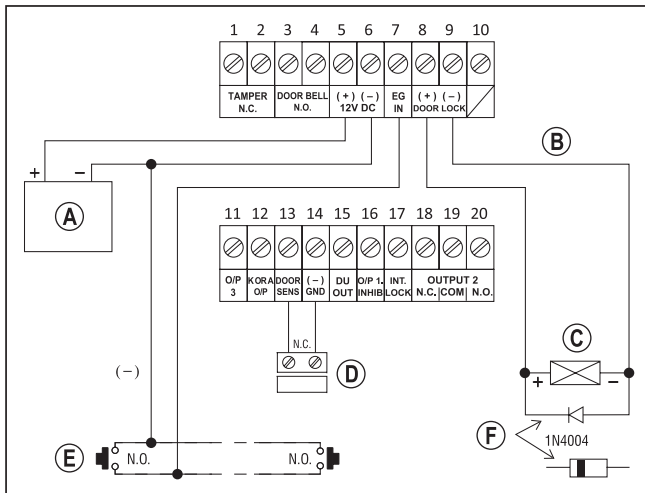 1 2 3 4 5 6 7 8 9 10
TAMPER N.C. DOOR BELL N.O. (+) (−) 12V DC EG IN (+) (−) DOOR LOCK
B
+ −
A
11 12 13 14 15 16 17 18 19 20
O/P 3 KORA O/P DOOR SENS (−) GND DU OUT O/P 1. INHIB INT. LOCK OUTPUT 2 N.C. COM N.O.
C
+ −
N.C.
D
(−)
F
1N4004
E
N.O. N.O.